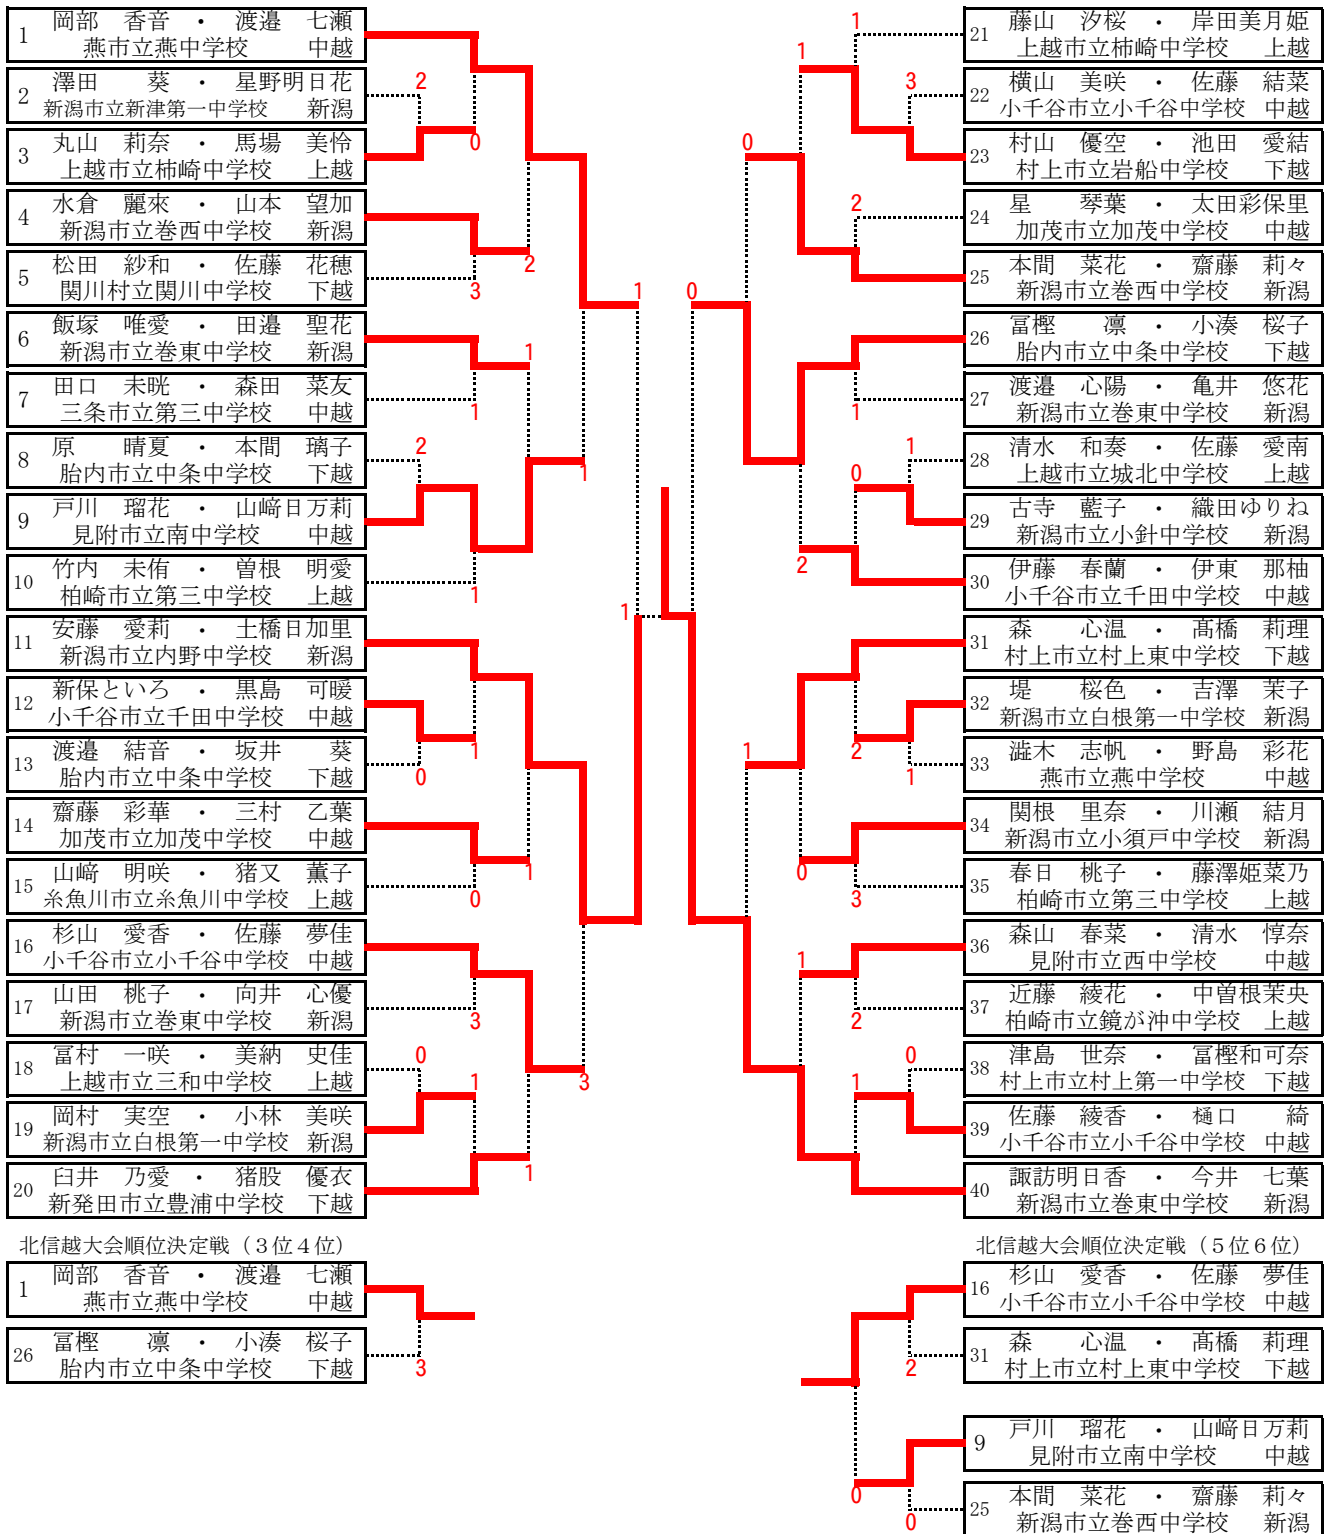 1 岡部　香音　・　渡邉　七瀬
燕市立燕中学校　中越
2 澤田　　葵　・　星野明日花
新潟市立新津第一中学校　新潟
2
3 丸山　莉奈　・　馬場　美怜
上越市立柿崎中学校　上越
0
4 水倉　麗來　・　山本　望加
新潟市立巻西中学校　新潟
2
5 松田　紗和　・　佐藤　花穂
関川村立関川中学校　下越
3
1
6 飯塚　唯愛　・　田邉　聖花
新潟市立巻東中学校　新潟
1
7 田口　未晄　・　森田　菜友
三条市立第三中学校　中越
1
8 原　　晴夏　・　本間　璃子
胎内市立中条中学校　下越
2
1
9 戸川　瑠花　・　山﨑日万莉
見附市立南中学校　中越
10 竹内　未侑　・　曽根　明愛
柏崎市立第三中学校　上越
1
1
11 安藤　愛莉　・　土橋日加里
新潟市立内野中学校　新潟
12 新保といろ　・　黒島　可暖
小千谷市立千田中学校　中越
1
13 渡邉　結音　・　坂井　　葵
胎内市立中条中学校　下越
0
14 齋藤　彩華　・　三村　乙葉
加茂市立加茂中学校　中越
1
15 山﨑　明咲　・　猪又　薫子
糸魚川市立糸魚川中学校　上越
0
16 杉山　愛香　・　佐藤　夢佳
小千谷市立小千谷中学校　中越
17 山田　桃子　・　向井　心優
新潟市立巻東中学校　新潟
3
18 冨村　一咲　・　美納　史佳
上越市立三和中学校　上越
0
1
3
19 岡村　実空　・　小林　美咲
新潟市立白根第一中学校　新潟
20 臼井　乃愛　・　猪股　優衣
新発田市立豊浦中学校　下越
1
21 藤山　汐桜　・　岸田美月姫
上越市立柿崎中学校　上越
1
1
22 横山　美咲　・　佐藤　結菜
小千谷市立小千谷中学校　中越
3
23 村山　優空　・　池田　愛結
村上市立岩船中学校　下越
0
24 星　　琴葉　・　太田彩保里
加茂市立加茂中学校　中越
2
25 本間　菜花　・　齋藤　莉々
新潟市立巻西中学校　新潟
0
26 冨樫　　凛　・　小湊　桜子
胎内市立中条中学校　下越
27 渡邉　心陽　・　亀井　悠花
新潟市立巻東中学校　新潟
1
28 清水　和奏　・　佐藤　愛南
上越市立城北中学校　上越
1
0
29 古寺　藍子　・　織田ゆりね
新潟市立小針中学校　新潟
2
30 伊藤　春蘭　・　伊東　那柚
小千谷市立千田中学校　中越
31 森　　心温　・　髙橋　莉理
村上市立村上東中学校　下越
32 堤　　桜色　・　吉澤　茉子
新潟市立白根第一中学校　新潟
1
2
33 澁木　志帆　・　野島　彩花
燕市立燕中学校　中越
1
34 関根　里奈　・　川瀬　結月
新潟市立小須戸中学校　新潟
0
35 春日　桃子　・　藤澤姫菜乃
柏崎市立第三中学校　上越
3
36 森山　春菜　・　清水　惇奈
見附市立西中学校　中越
1
37 近藤　綾花　・　中曽根茉央
柏崎市立鏡が沖中学校　上越
2
38 津島　世奈　・　冨樫和可奈
村上市立村上第一中学校　下越
0
1
39 佐藤　綾香　・　樋口　　綺
小千谷市立小千谷中学校　中越
40 諏訪明日香　・　今井　七葉
新潟市立巻東中学校　新潟
北信越大会順位決定戦（３位４位）
1 岡部　香音　・　渡邉　七瀬
燕市立燕中学校　中越
26 冨樫　　凛　・　小湊　桜子
胎内市立中条中学校　下越
3
北信越大会順位決定戦（５位６位）
16 杉山　愛香　・　佐藤　夢佳
小千谷市立小千谷中学校　中越
31 森　　心温　・　髙橋　莉理
村上市立村上東中学校　下越
2
9 戸川　瑠花　・　山﨑日万莉
見附市立南中学校　中越
0
25 本間　菜花　・　齋藤　莉々
新潟市立巻西中学校　新潟
0